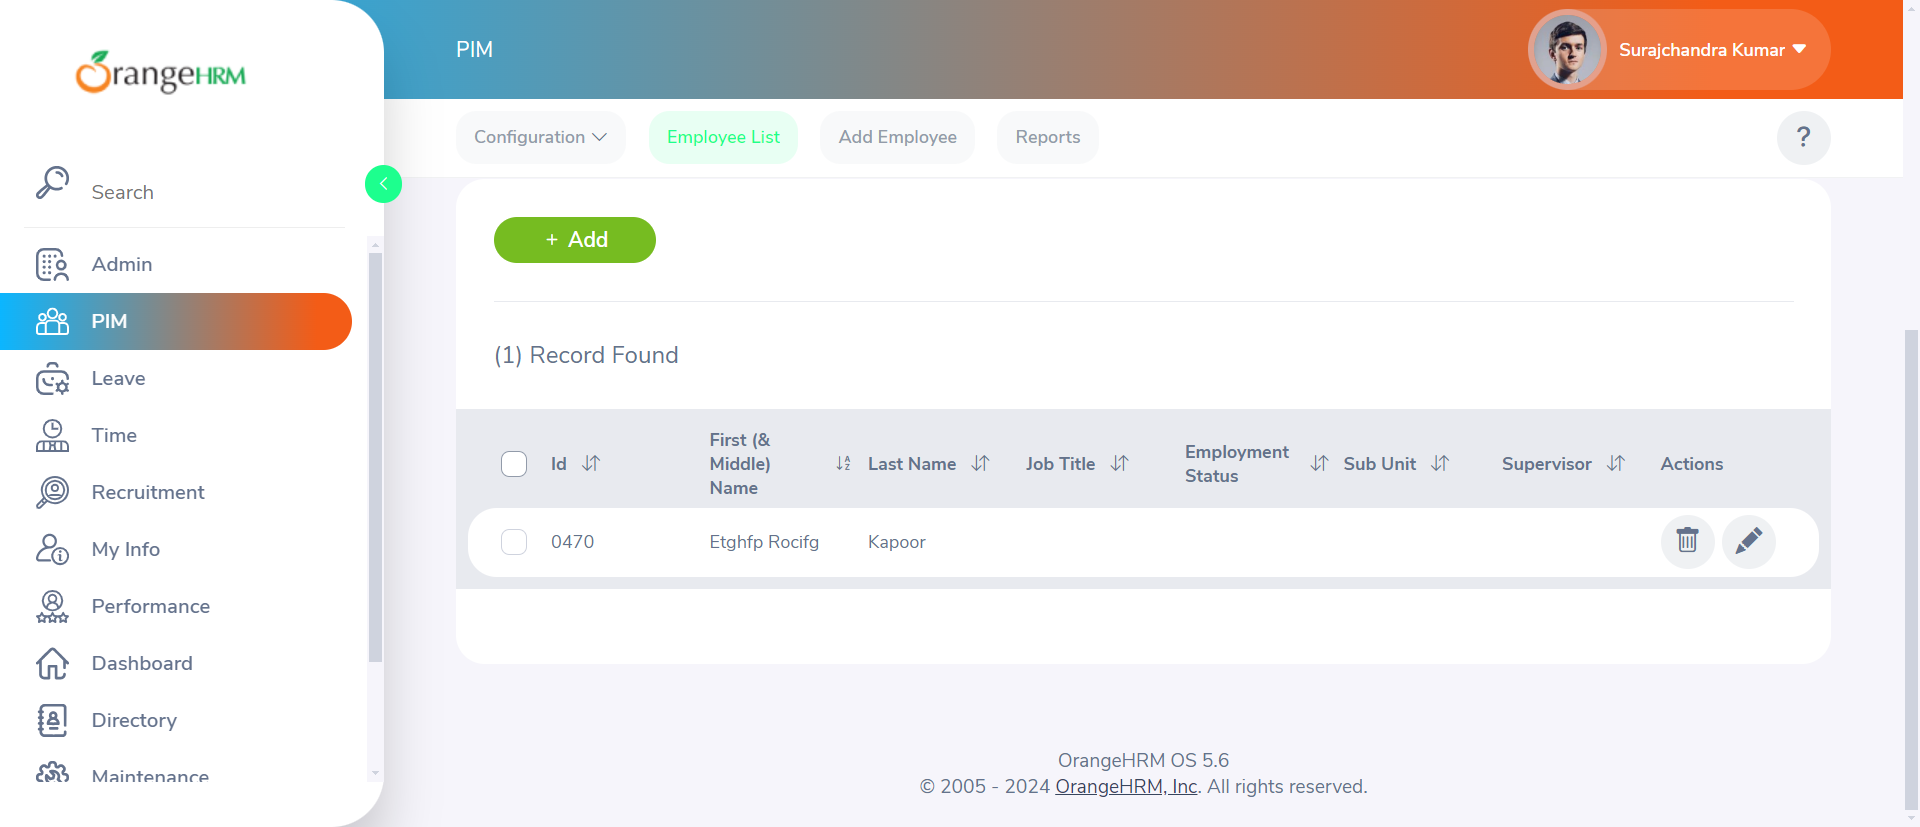 OrangeHRM
PIM
Surajchandra Kumar
Configuration
Employee List
Add Employee
Reports
?
Search
Admin
PIM
Leave
Time
Recruitment
My Info
Performance
Dashboard
Directory
Maintenance
+ Add
(1) Record Found
Id
First (&
Middle)
Name
Last Name
Job Title
Employment
Status
Sub Unit
Supervisor
Actions
0470
Etghfp Rocifg
Kapoor
OrangeHRM OS 5.6
© 2005 - 2024 OrangeHRM, Inc. All rights reserved.